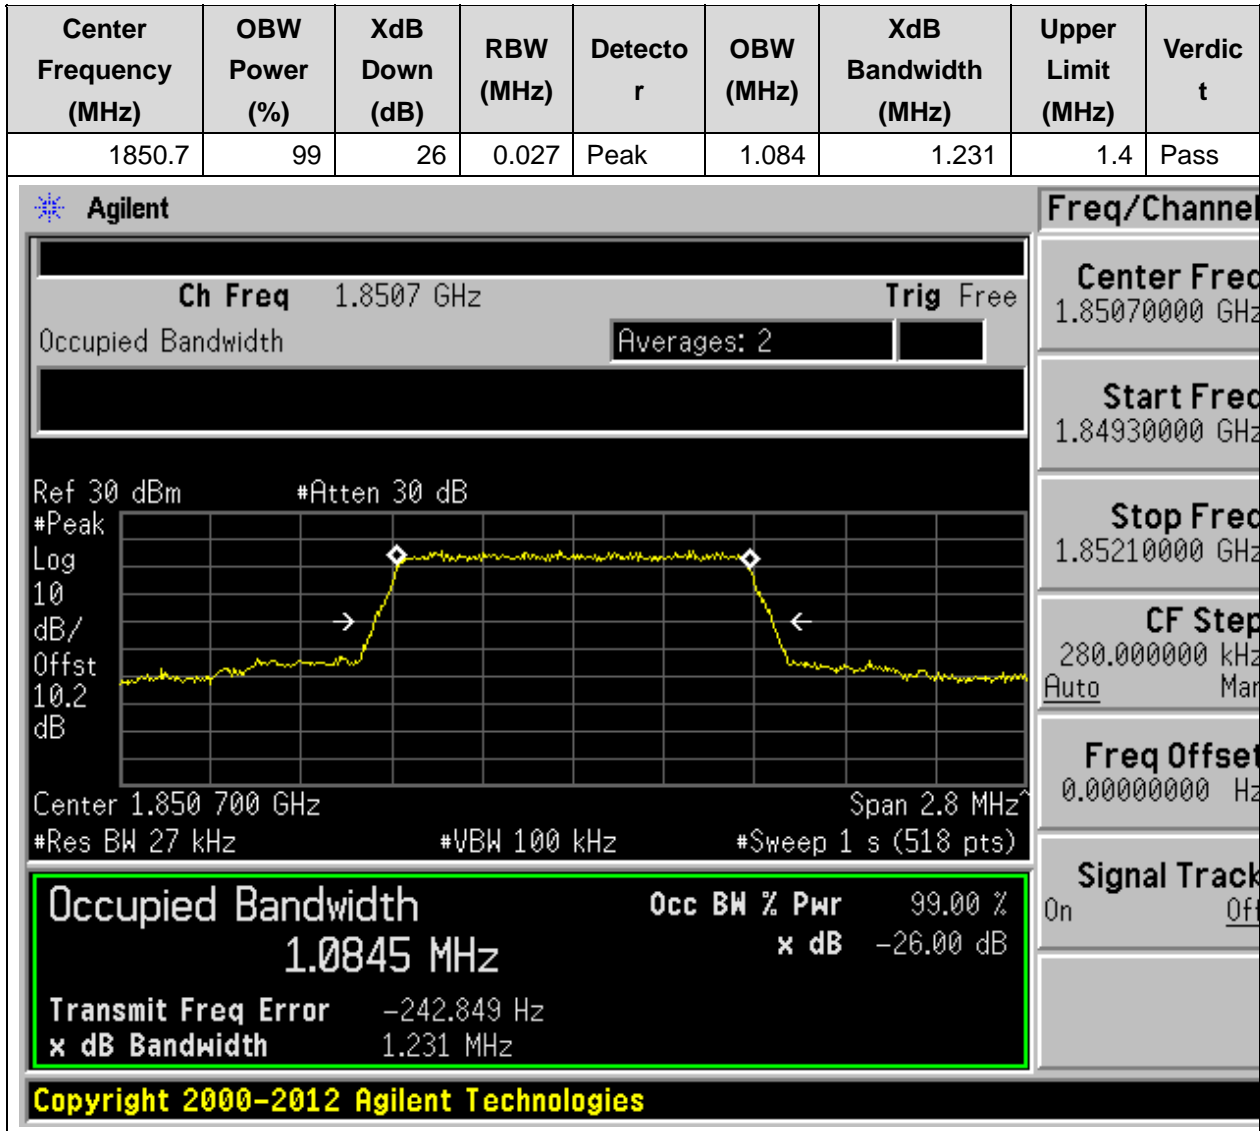 Center Frequency (MHz) OBW Power (%) XdB Down (dB) RBW (MHz) Detecto r OBW (MHz) XdB Bandwidth (MHz) Upper Limit (MHz) Verdic t
1850.7 99 26 0.027 Peak 1.084 1.231 1.4 Pass
Agilent
Freq/Channel
Ch Freq 1.8507 GHz Trig Free
Occupied Bandwidth Averages: 2
Center Freq
1.85070000 GHz
Start Freq
1.84930000 GHz
Stop Freq
1.85210000 GHz
CF Step
280.000000 kHz
Auto Man
Freq Offset
0.00000000 Hz
Signal Track
On Off
Ref 30 dBm #Atten 30 dB
#Peak
Log
10
dB/
Offst
10.2
dB
Center 1.850 700 GHz Span 2.8 MHz^
#Res BW 27 kHz #VBW 100 kHz #Sweep 1 s (518 pts)
Occupied Bandwidth Occ BW % Pwr 99.00 %
1.0845 MHz x dB -26.00 dB
Transmit Freq Error -242.849 Hz
x dB Bandwidth 1.231 MHz
Copyright 2000-2012 Agilent Technologies